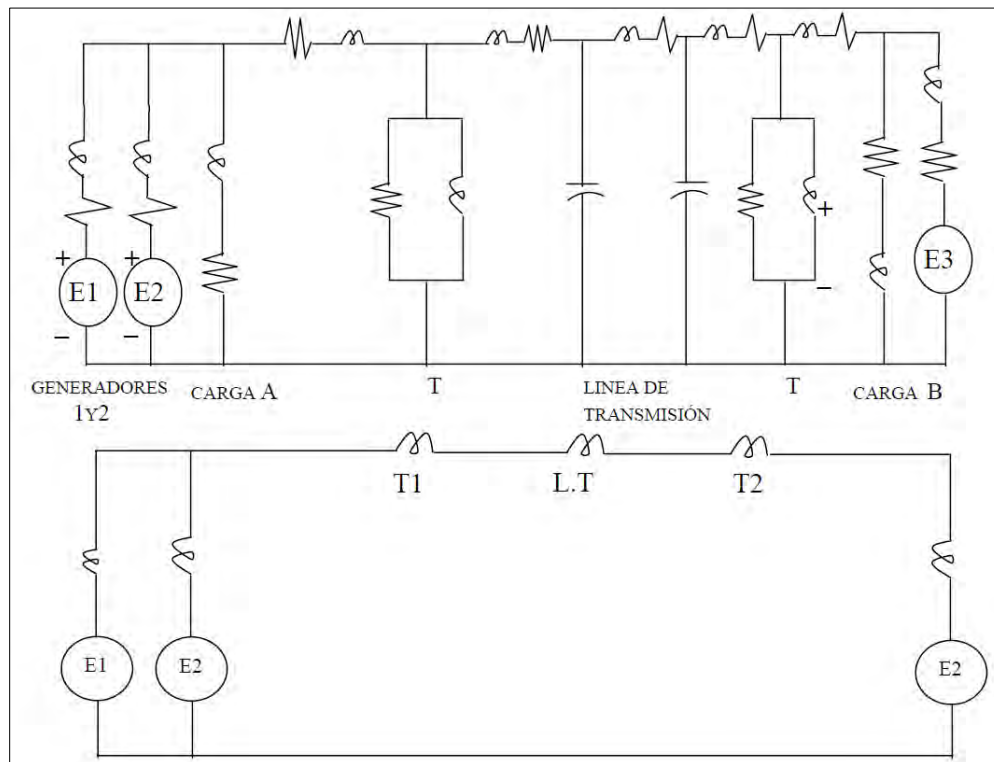 + +
E1 E2
− −
+
−
E3
GENERADORES
1Y2
CARGA A
T
LINEA DE
TRANSMISIÓN
T
CARGA B
T1 L.T T2
E1 E2 E2